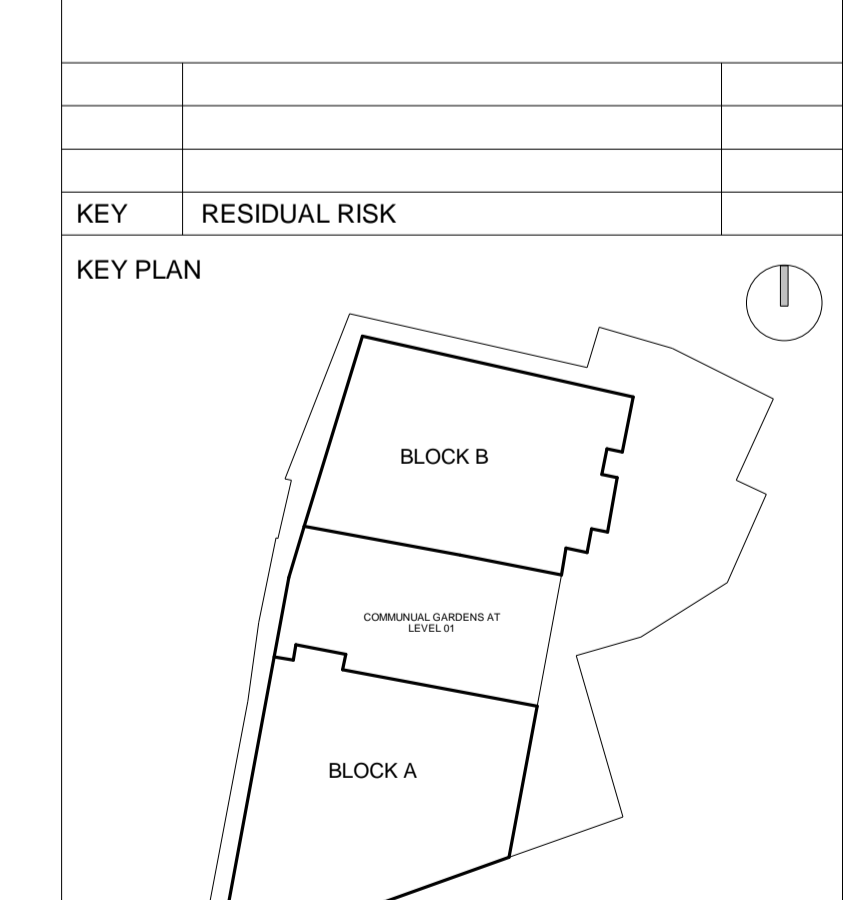 KEY RESIDUAL RISK
KEY PLAN
BLOCK B
COMMUNUAL GARDENS AT
LEVEL 01
BLOCK A